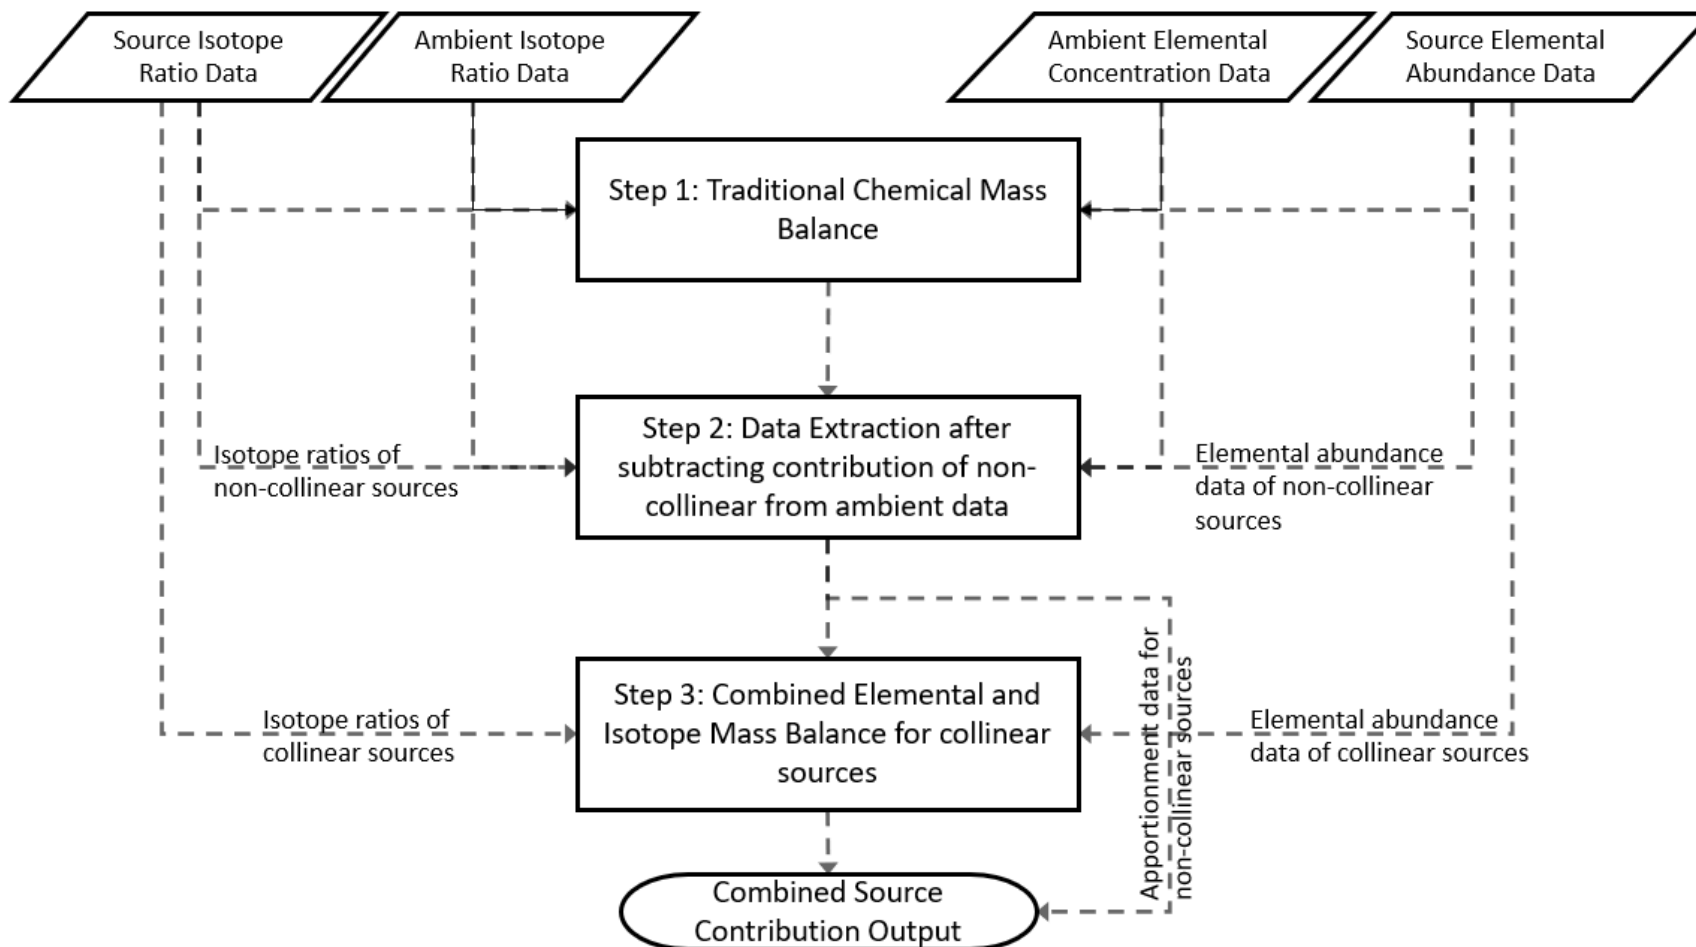 Source Isotope
Ratio Data
Ambient Isotope
Ratio Data
Ambient Elemental
Concentration Data
Source Elemental
Abundance Data
Step 1: Traditional Chemical Mass
Balance
Step 2: Data Extraction after
subtracting contribution of non-
collinear from ambient data
Isotope ratios of
non-collinear sources
Elemental abundance
data of non-collinear
sources
Step 3: Combined Elemental and
Isotope Mass Balance for collinear
sources
Isotope ratios of
collinear sources
Apportionment data for
non-collinear sources
Elemental abundance
data of collinear sources
Combined Source
Contribution Output